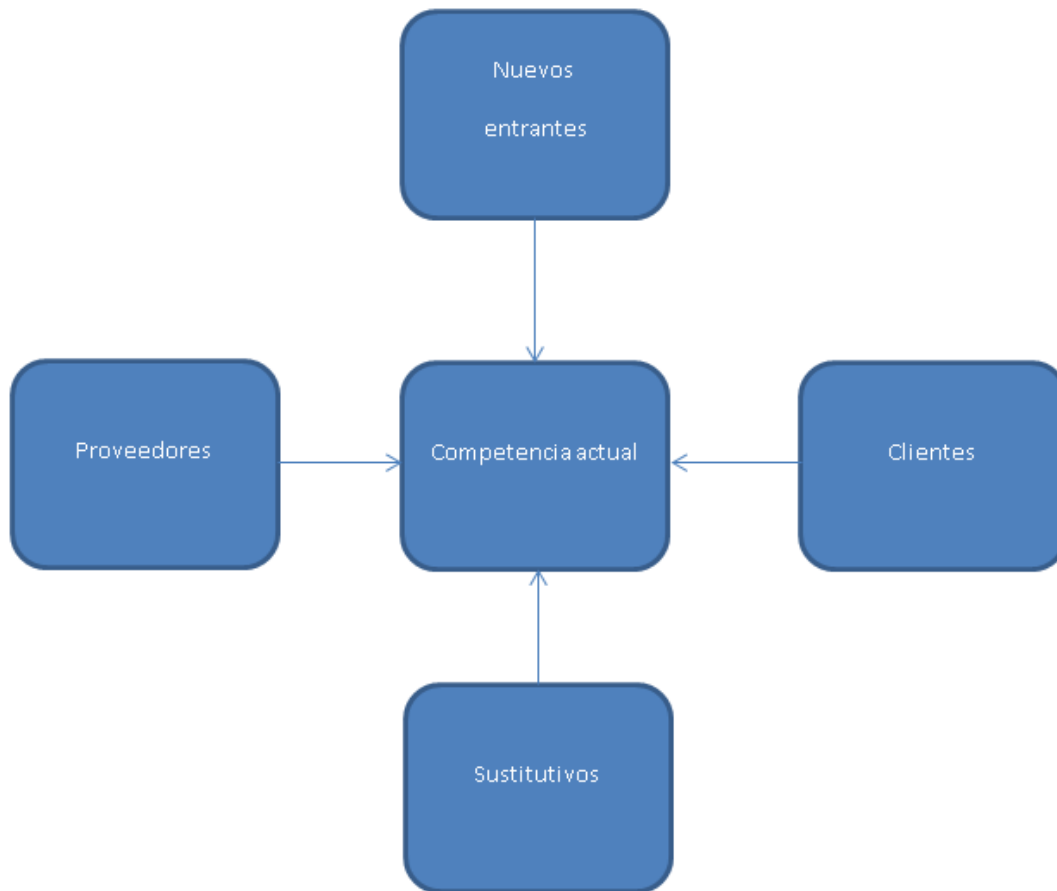 Nuevos
entrantes
Proveedores
Competencia actual
Clientes
Sustitutivos